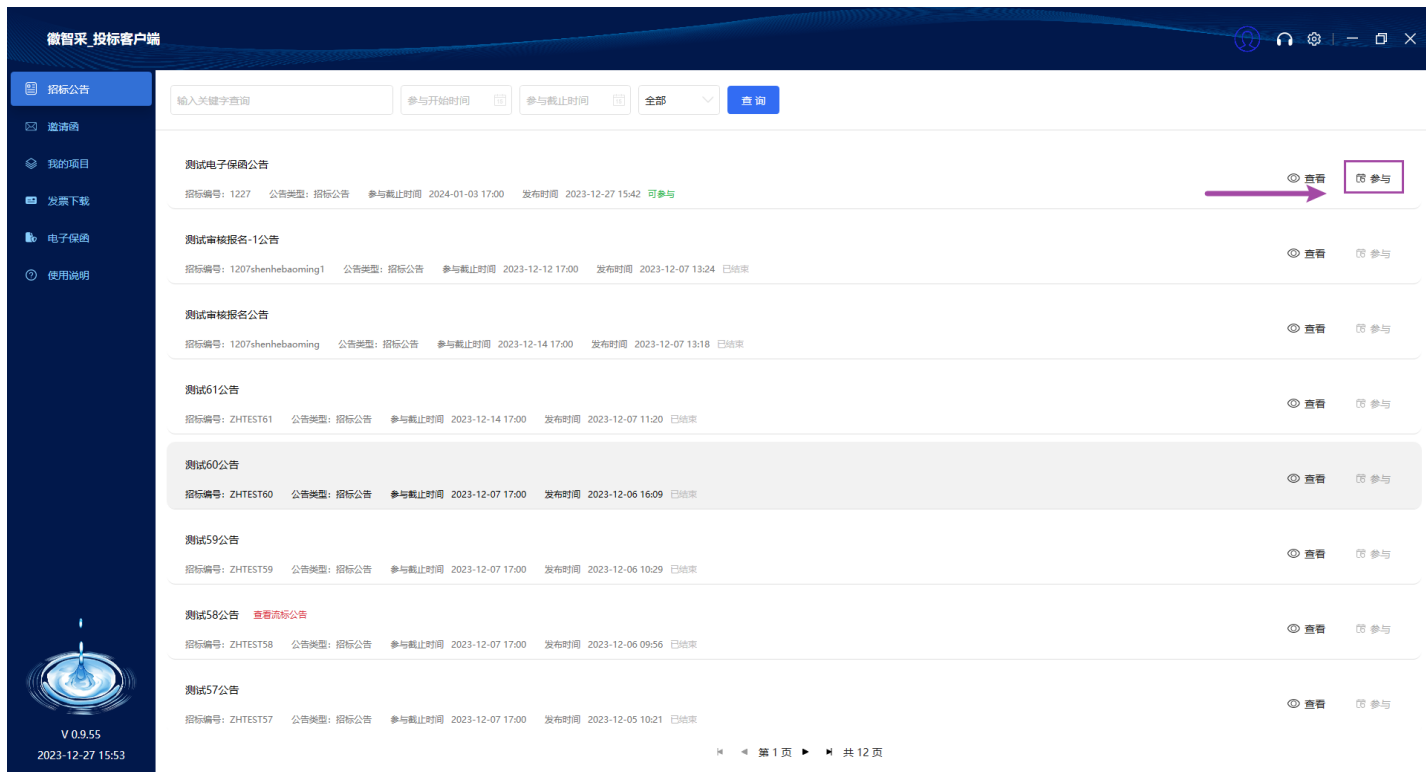 徽智采_投标客户端
招标公告
邀请函
我的项目
发票下载
电子保函
使用说明
输入关键字查询 参与开始时间 参与截止时间 全部 查询
测试电子保函公告
招标编号：1227 公告类型：招标公告 参与截止时间 2024-01-03 17:00 发布时间 2023-12-27 15:42 可参与
查看 参与
测试审核报名-1公告
招标编号：1207shenhebaoming1 公告类型：招标公告 参与截止时间 2023-12-12 17:00 发布时间 2023-12-07 13:24 已结束
查看 参与
测试审核报名公告
招标编号：1207shenhebaoming 公告类型：招标公告 参与截止时间 2023-12-14 17:00 发布时间 2023-12-07 13:18 已结束
查看 参与
测试61公告
招标编号：ZHTEST61 公告类型：招标公告 参与截止时间 2023-12-14 17:00 发布时间 2023-12-07 11:20 已结束
查看 参与
测试60公告
招标编号：ZHTEST60 公告类型：招标公告 参与截止时间 2023-12-07 17:00 发布时间 2023-12-06 16:09 已结束
查看 参与
测试59公告
招标编号：ZHTEST59 公告类型：招标公告 参与截止时间 2023-12-07 17:00 发布时间 2023-12-06 10:29 已结束
查看 参与
测试58公告 查看流标公告
招标编号：ZHTEST58 公告类型：招标公告 参与截止时间 2023-12-07 17:00 发布时间 2023-12-06 09:56 已结束
查看 参与
测试57公告
招标编号：ZHTEST57 公告类型：招标公告 参与截止时间 2023-12-07 17:00 发布时间 2023-12-05 10:21 已结束
查看 参与
第1页 共12页
V 0.9.55
2023-12-27 15:53